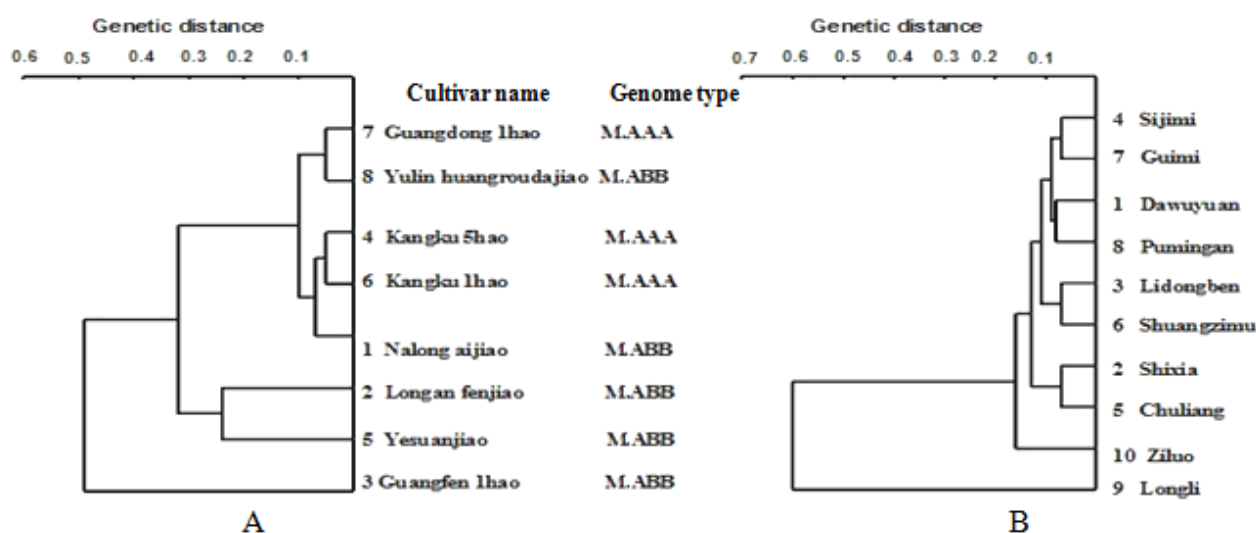 Genetic distance
0.6 0.5 0.4 0.3 0.2 0.1
Cultivar name Genome type
7 Guangdong 1hao M.AAA
8 Yulin huangroudajiao M.ABB
4 Kangku 5hao M.AAA
6 Kangku 1hao M.AAA
1 Nalong aijiao M.ABB
2 Longan fenjiao M.ABB
5 Yesuanjiao M.ABB
3 Guangfen 1hao M.ABB
A
Genetic distance
0.7 0.6 0.5 0.4 0.3 0.2 0.1
4 Sijimi
7 Guimi
1 Dawuyuan
8 Pumingan
3 Lidongben
6 Shuangzimu
2 Shixia
5 Chuliang
10 Ziluo
9 Longli
B